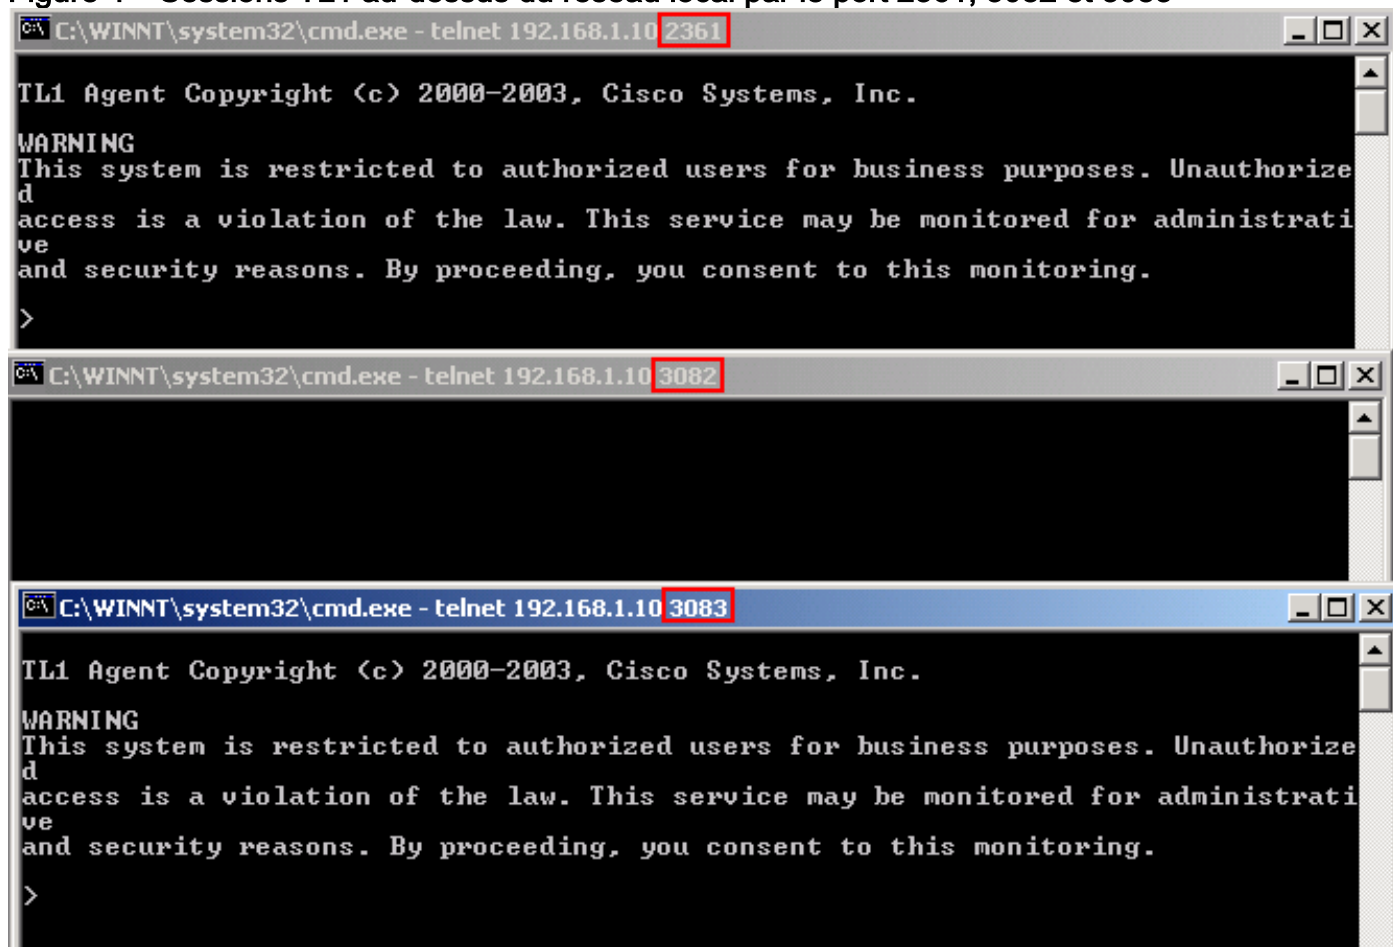 C:\WINNT\system32\cmd.exe - telnet 192.168.1.10 2361
TL1 Agent Copyright (c) 2000-2003, Cisco Systems, Inc.
WARNING
This system is restricted to authorized users for business purposes. Unauthorize
d
access is a violation of the law. This service may be monitored for administrati
ve
and security reasons. By proceeding, you consent to this monitoring.
>
C:\WINNT\system32\cmd.exe - telnet 192.168.1.10 3082
C:\WINNT\system32\cmd.exe - telnet 192.168.1.10 3083
TL1 Agent Copyright (c) 2000-2003, Cisco Systems, Inc.
WARNING
This system is restricted to authorized users for business purposes. Unauthorize
d
access is a violation of the law. This service may be monitored for administrati
ve
and security reasons. By proceeding, you consent to this monitoring.
>